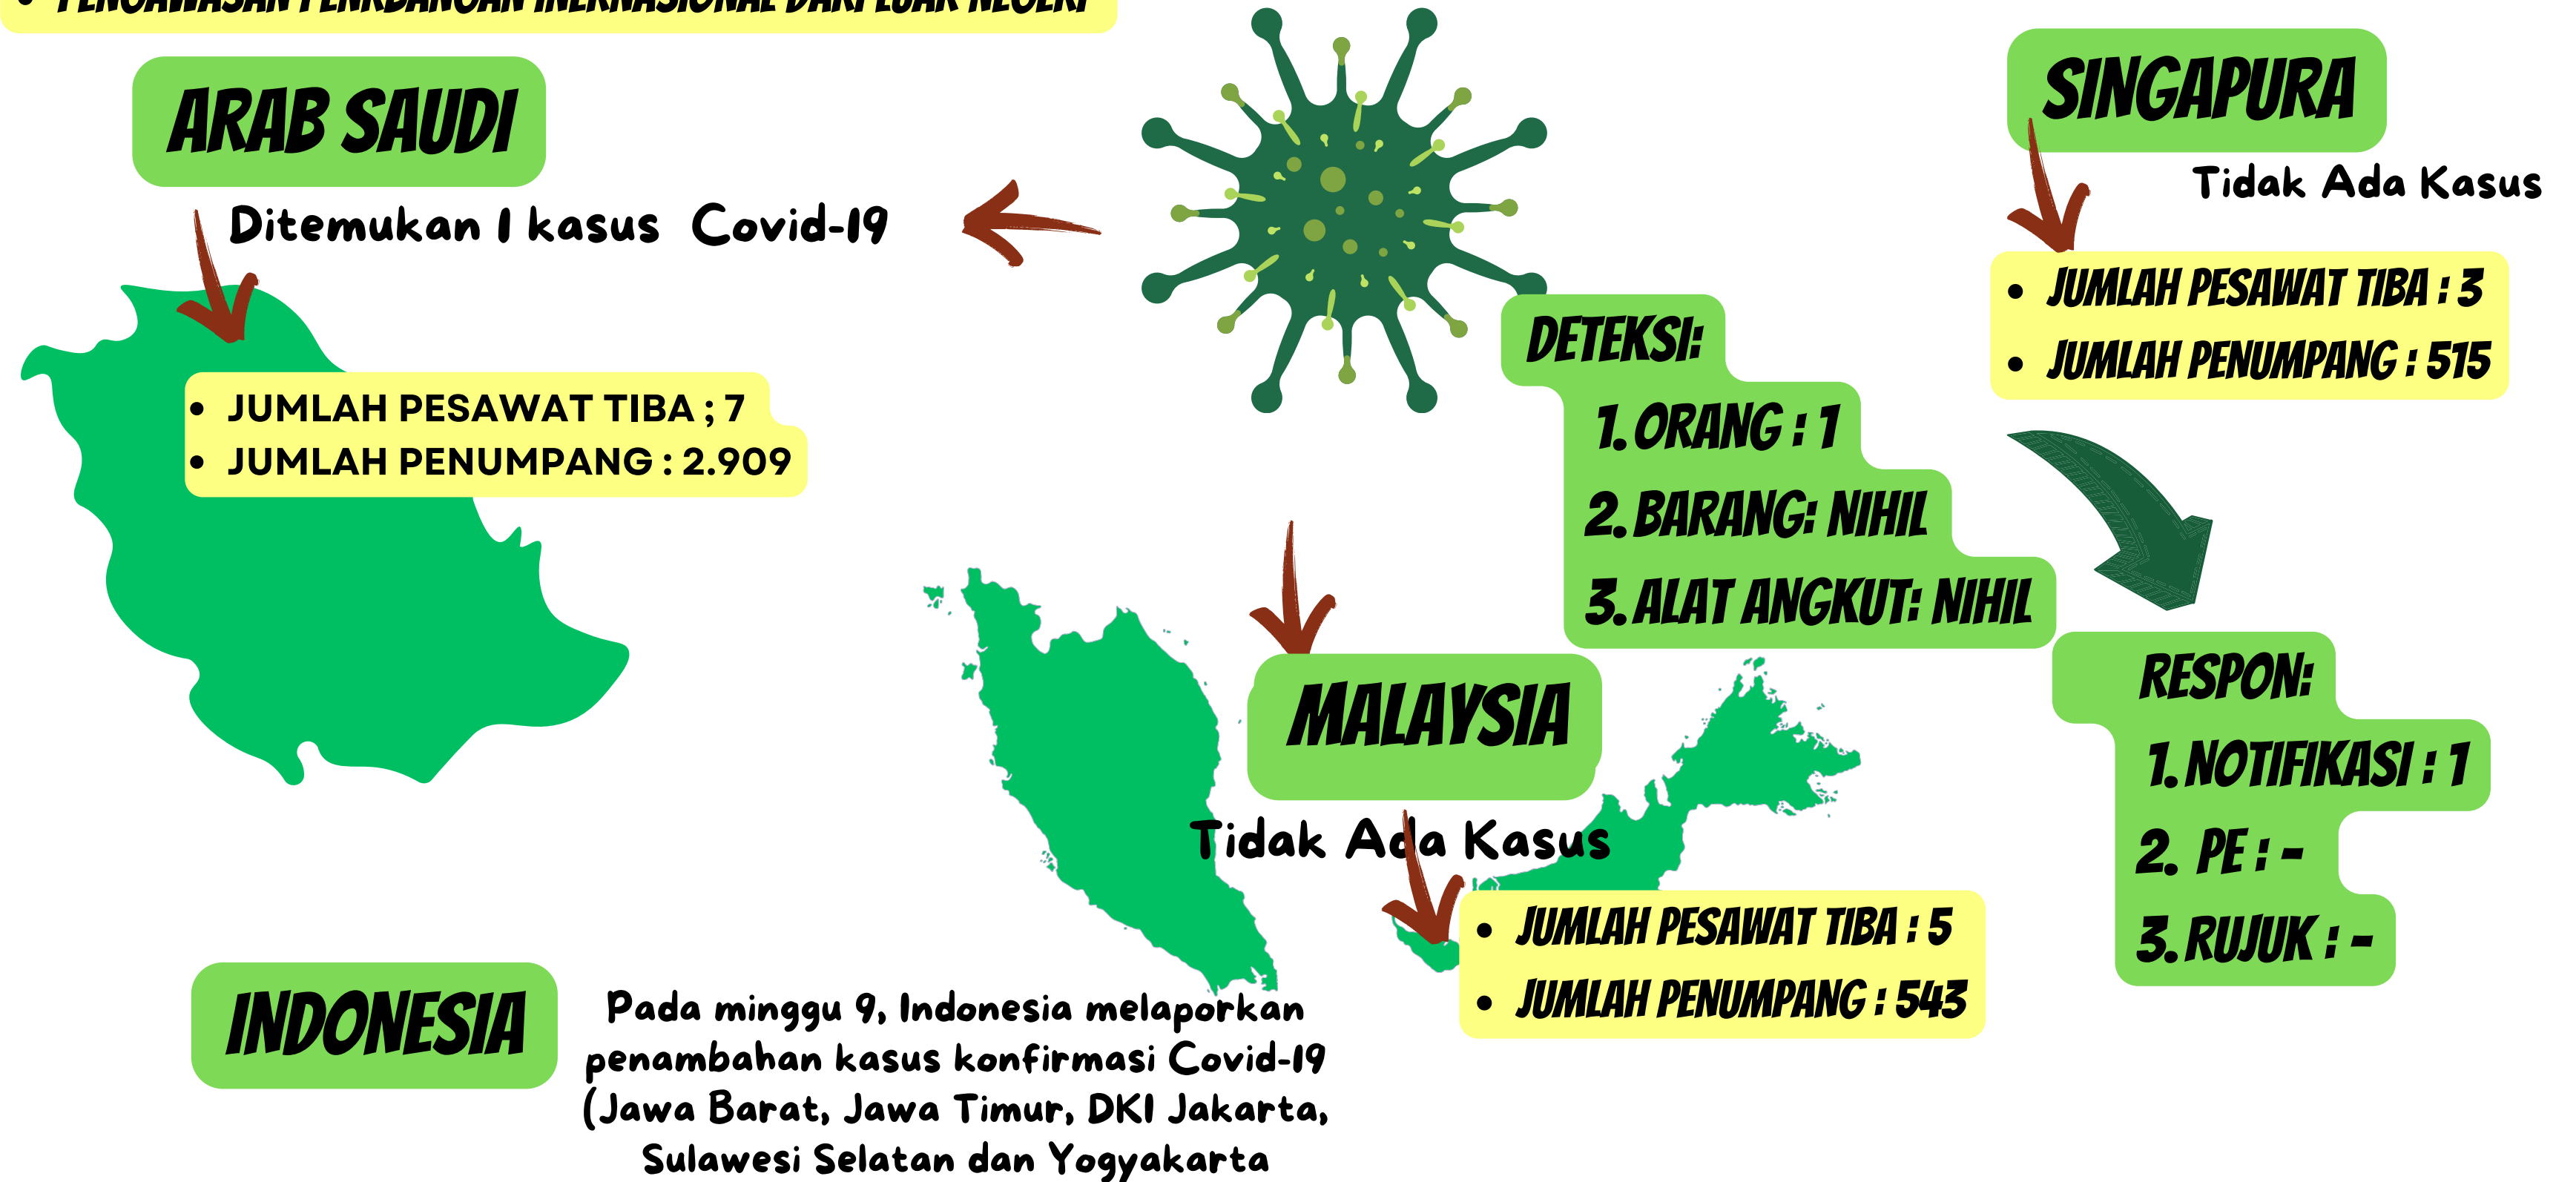 ARAB SAUDI
Ditemukan 1 kasus Covid-19
• JUMLAH PESAWAT TIBA ; 7
• JUMLAH PENUMPANG : 2.909
SINGAPURA
Tidak Ada Kasus
• JUMLAH PESAWAT TIBA : 3
• JUMLAH PENUMPANG : 515
DETEKSI:
1. ORANG : 1
2. BARANG: NIHIL
3. ALAT ANGKUT: NIHIL
RESPON:
1. NOTIFIKASI : 1
2. PE : -
3. RUJUK : -
MALAYSIA
Tidak Ada Kasus
• JUMLAH PESAWAT TIBA : 5
• JUMLAH PENUMPANG : 543
INDONESIA
Pada minggu 9, Indonesia melaporkan
penambahan kasus konfirmasi Covid-19
(Jawa Barat, Jawa Timur, DKI Jakarta,
Sulawesi Selatan dan Yogyakarta